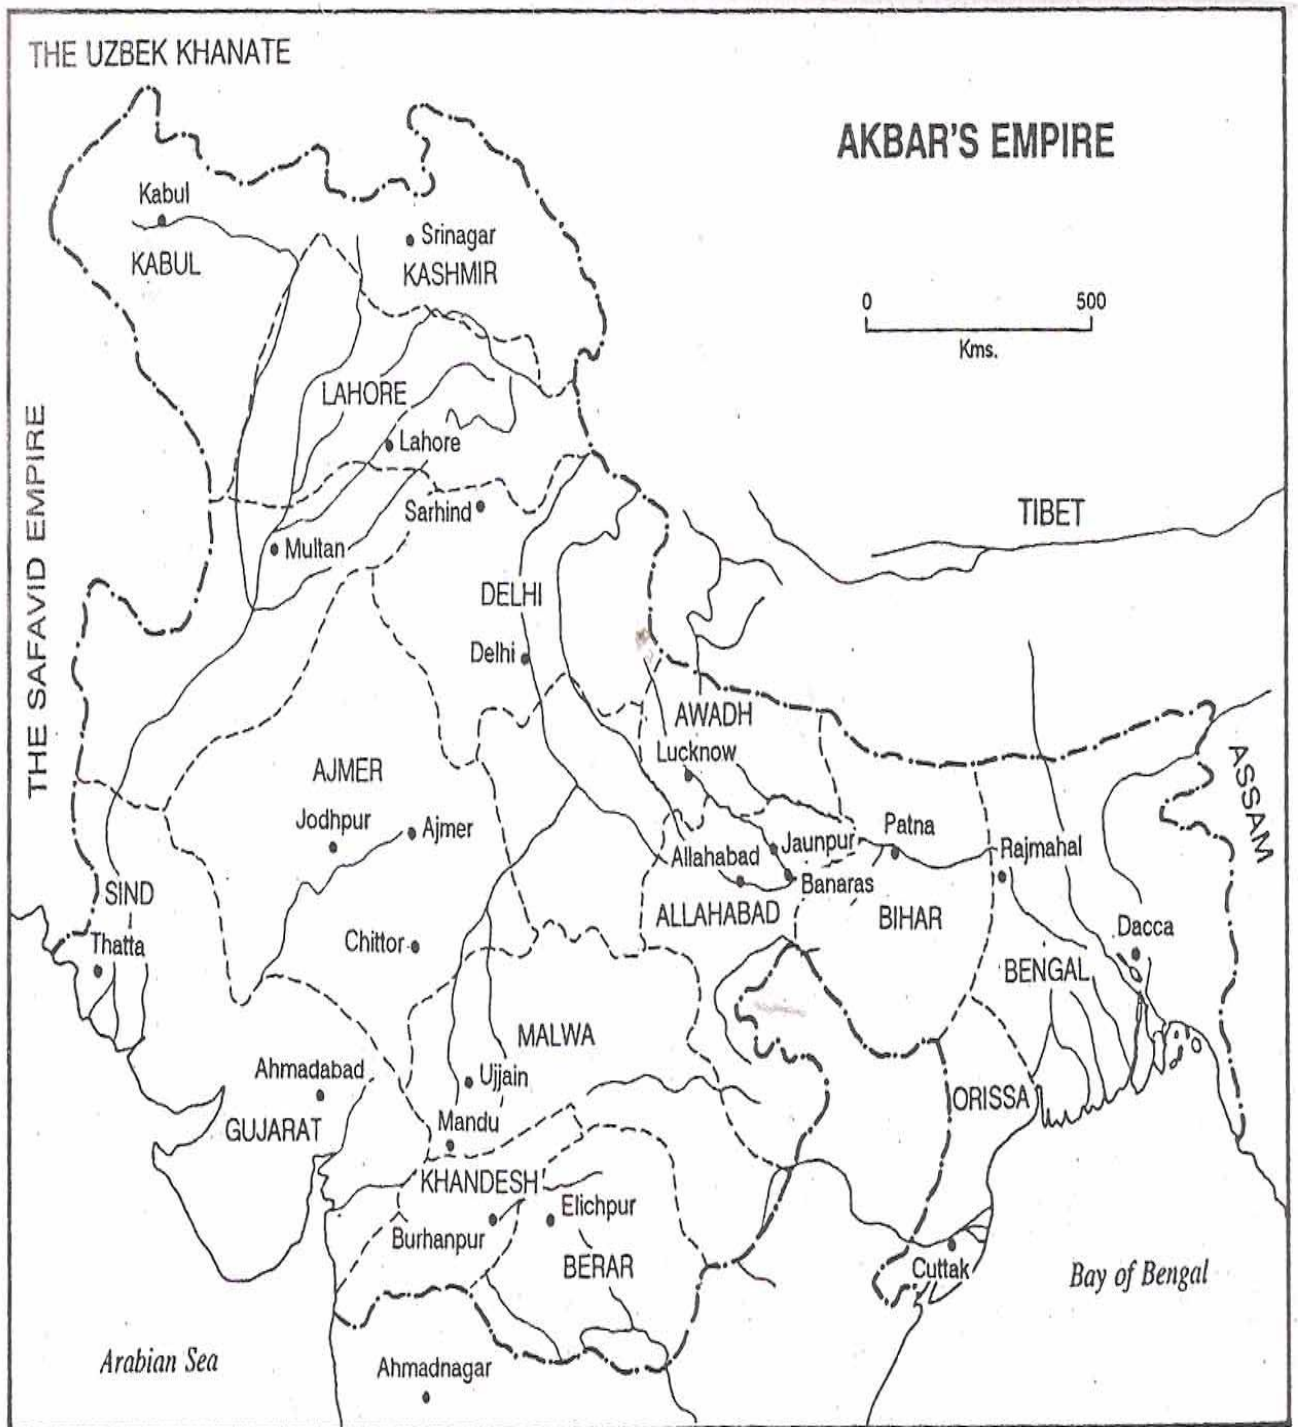 THE UZBEK KHANATE
AKBAR'S EMPIRE
Kabul
KABUL
Srinagar
KASHMIR
0 500
Kms.
LAHORE
Lahore
THE SAFAVID EMPIRE
Sarhind
TIBET
Multan
DELHI
Delhi
AWADH
Lucknow
ASSAM
AJMER
Jodhpur
Ajmer
Patna
Jaunpur
Rajmahal
Allahabad
Banaras
SIND
ALLAHABAD
BIHAR
Thatta
Chittor
Dacca
BENGAL
MALWA
Ahmadabad
Ujjain
ORISSA
GUJARAT
Mandu
KHANDESH
Elichpur
Burhanpur
BERAR
Cuttak
Bay of Bengal
Arabian Sea
Ahmadnagar